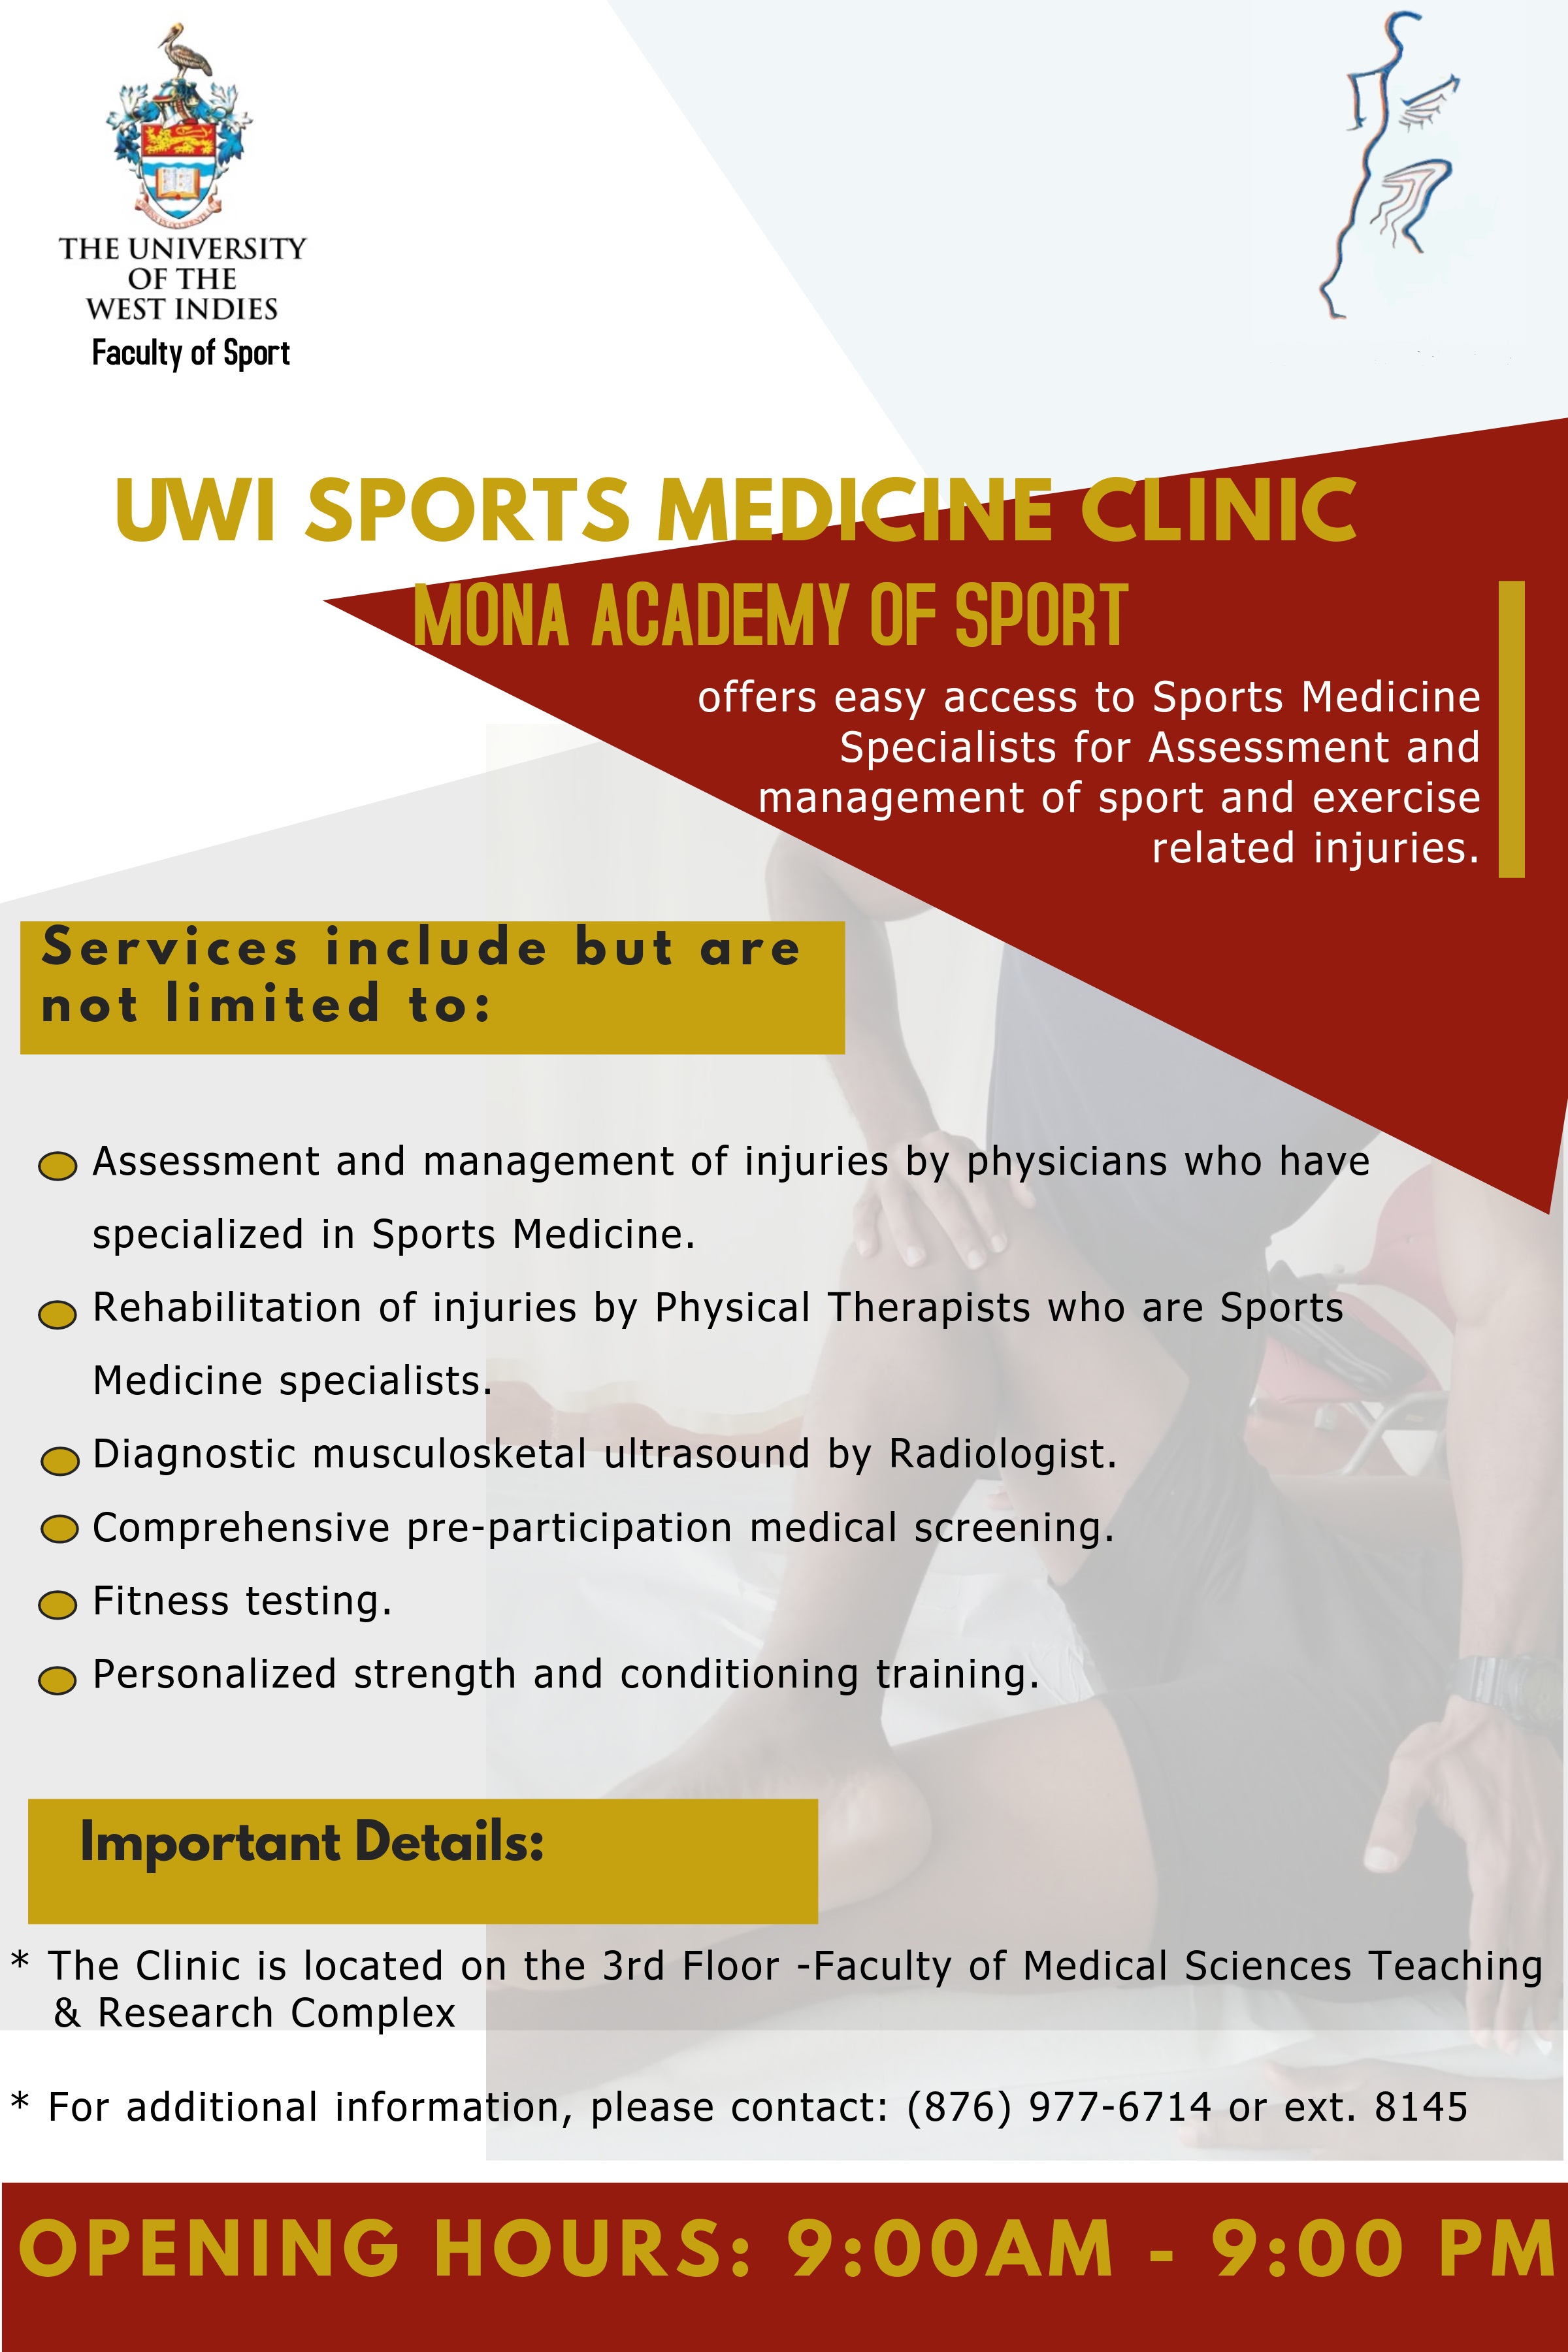 THE UNIVERSITY
OF THE
WEST INDIES
Faculty of Sport
UWI SPORTS MEDICINE CLINIC
MONA ACADEMY OF SPORT
offers easy access to Sports Medicine
Specialists for Assessment and
management of sport and exercise
related injuries.
Services include but are
not limited to:
Assessment and management of injuries by physicians who have
specialized in Sports Medicine.
Rehabilitation of injuries by Physical Therapists who are Sports
Medicine specialists.
Diagnostic musculosketal ultrasound by Radiologist.
Comprehensive pre-participation medical screening.
Fitness testing.
Personalized strength and conditioning training.
Important Details:
* The Clinic is located on the 3rd Floor -Faculty of Medical Sciences Teaching
& Research Complex
* For additional information, please contact: (876) 977-6714 or ext. 8145
OPENING HOURS: 9:00AM - 9:00 PM